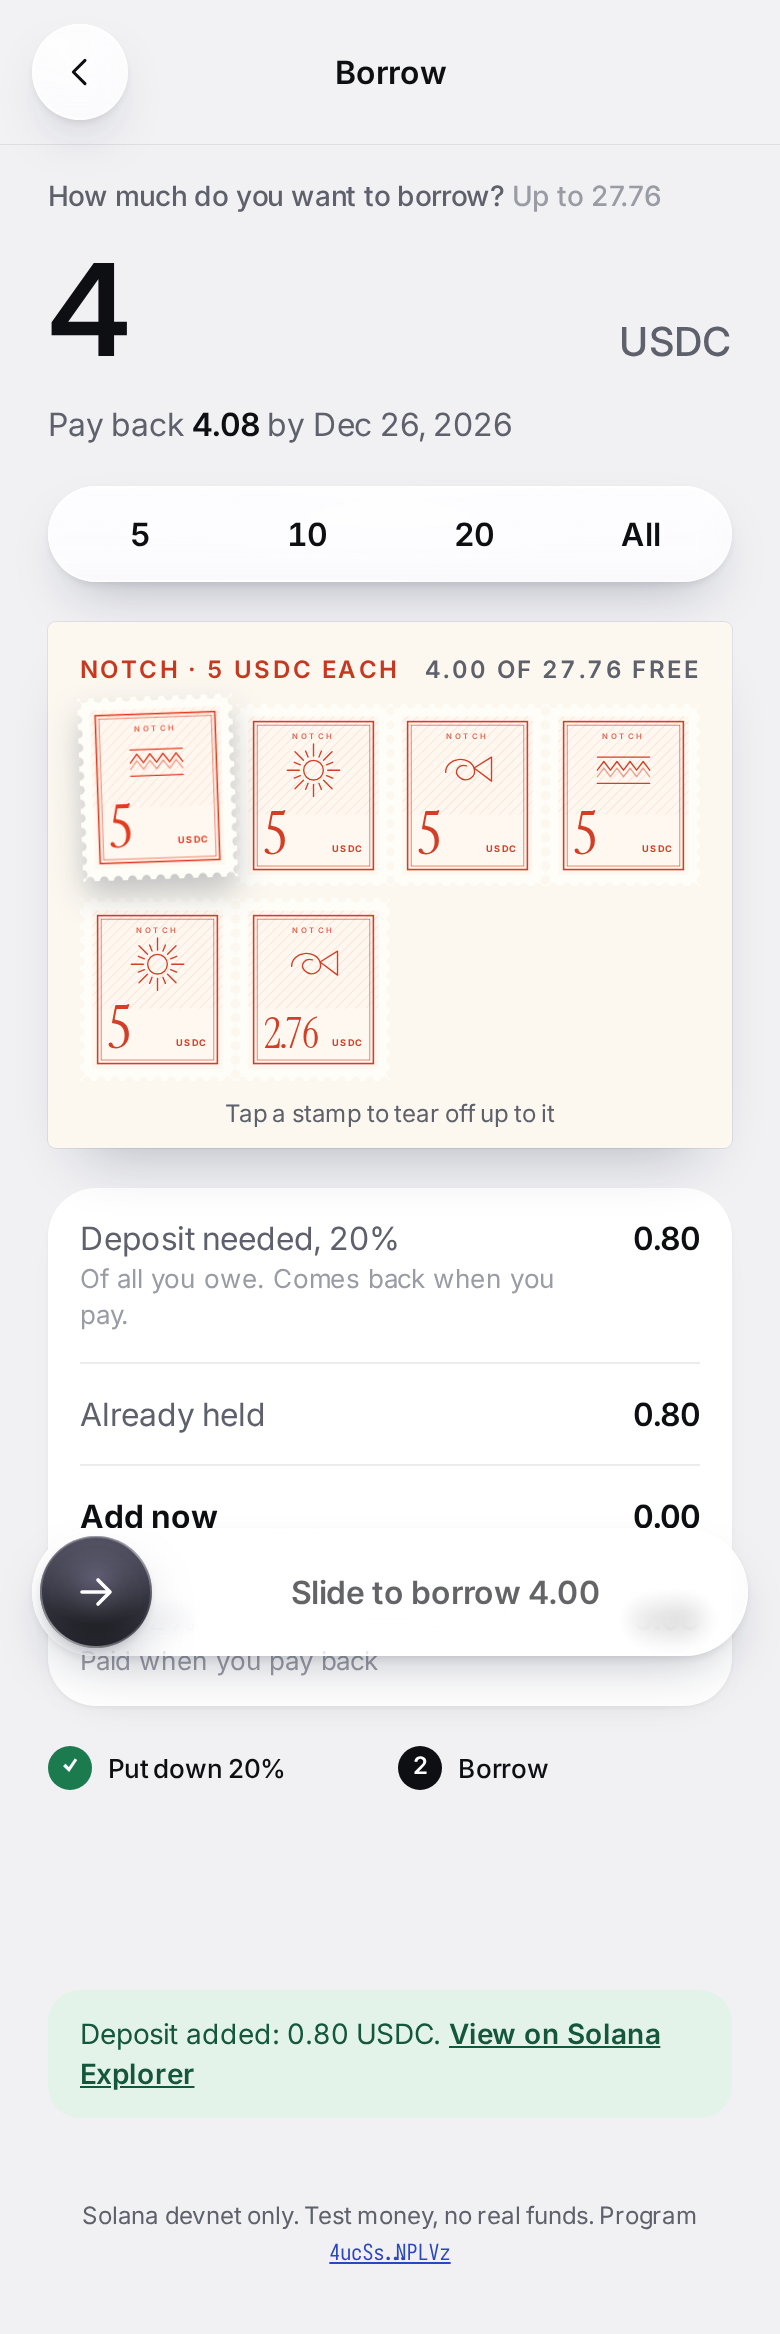 Borrow
How much do you want to borrow? Up to 27.76
4 USDC
Pay back 4.08 by Dec 26, 2026
5 10 20 All
NOTCH · 5 USDC EACH 4.00 OF 27.76 FREE
NOTCH NOTCH NOTCH NOTCH
5 USDC 5 USDC 5 USDC 5 USDC
NOTCH NOTCH
5 USDC 2.76 USDC
Tap a stamp to tear off up to it
Deposit needed, 20% 0.80
Of all you owe. Comes back when you
pay.
Already held 0.80
Add now 0.00
Slide to borrow 4.00
Paid when you pay back
Put down 20% 2 Borrow
Deposit added: 0.80 USDC. View on Solana
Explorer
Solana devnet only. Test money, no real funds. Program
4ucSs…NPLVz